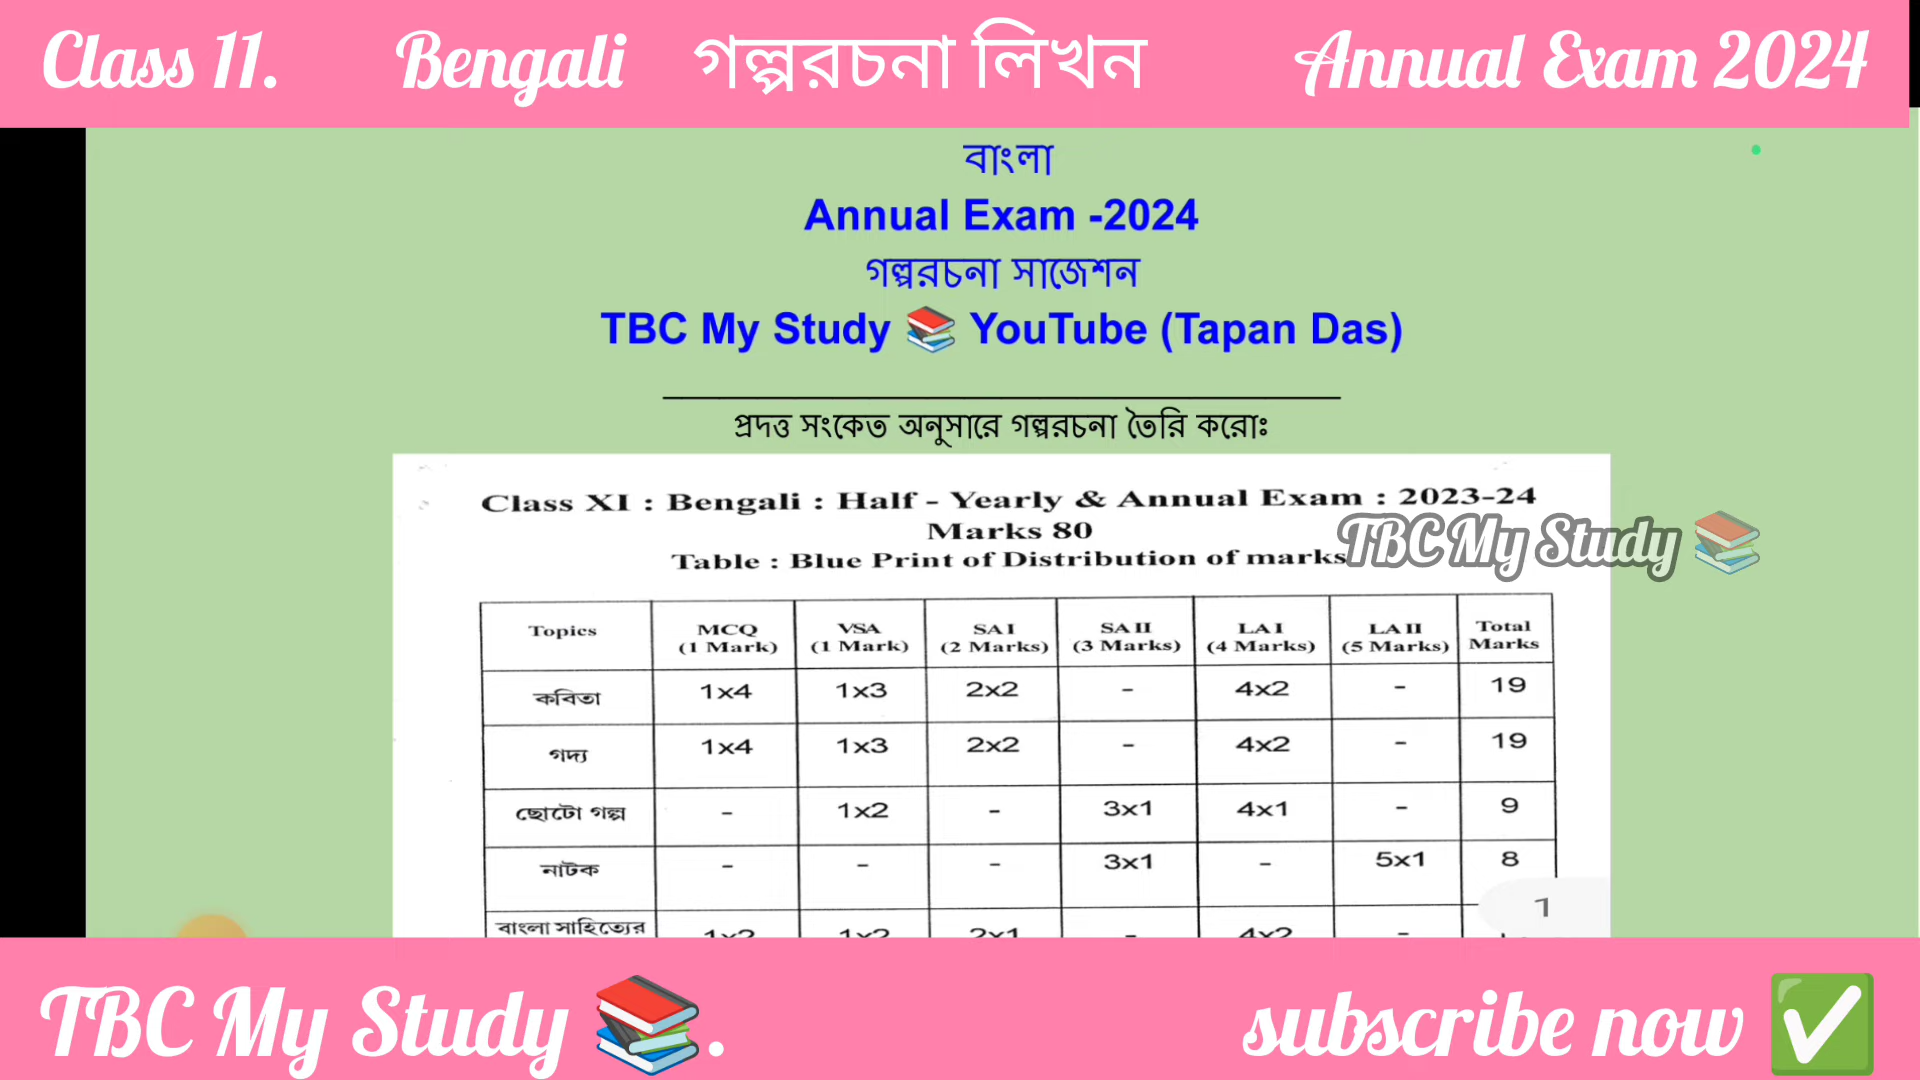 Class 11. Bengali গল্পরচনা লিখন Annual Exam 2024
বাংলা
Annual Exam -2024
গল্পরচনা সাজেশন
TBC My Study 📚 YouTube (Tapan Das)
প্রদত্ত সংকেত অনুসারে গল্পরচনা তৈরি করোঃ
Class XI : Bengali : Half - Yearly & Annual Exam : 2023-24
Marks 80
Table : Blue Print of Distribution of marks
TBC My Study 📚
Topics MCQ (1 Mark) VSA (1 Mark) SA I (2 Marks) SA II (3 Marks) LA I (4 Marks) LA II (5 Marks) Total Marks
কবিতা 1x4 1x3 2x2 - 4x2 - 19
গদ্য 1x4 1x3 2x2 - 4x2 - 19
ছোটো গল্প - 1x2 - 3x1 4x1 - 9
নাটক - - - 3x1 - 5x1 8
বাংলা সাহিত্যের 1x2 1x2 2x1 - 4x2 -
1
TBC My Study 📚. subscribe now ✅